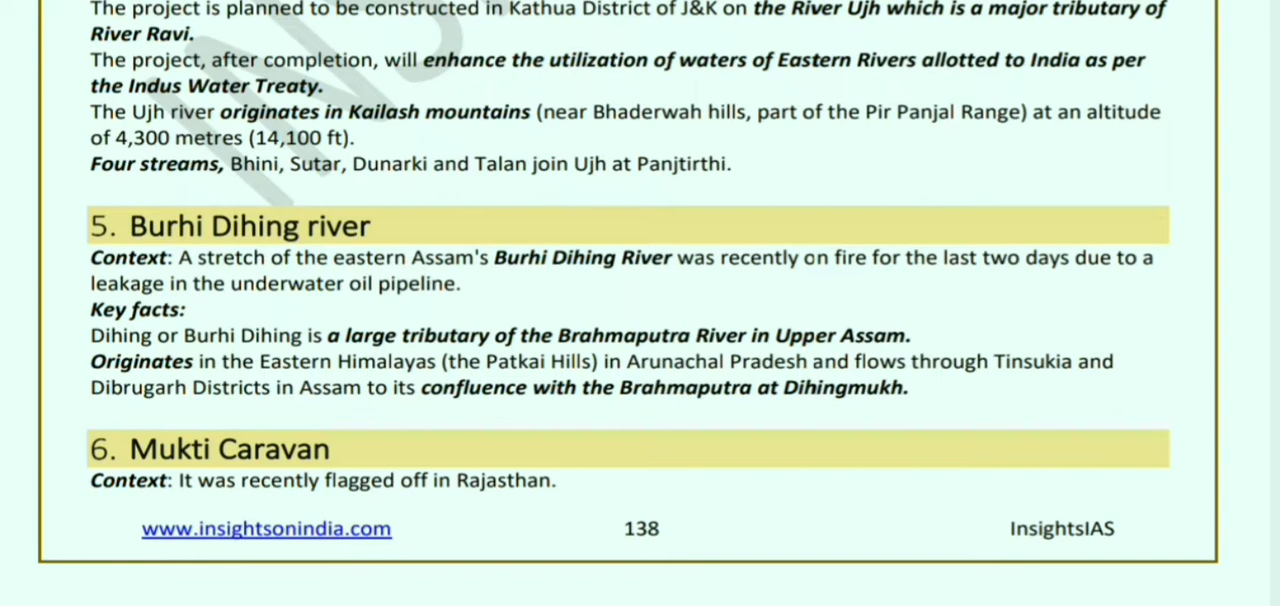 The project is planned to be constructed in Kathua District of J&K on the River Ujh which is a major tributary of
River Ravi.
The project, after completion, will enhance the utilization of waters of Eastern Rivers allotted to India as per
the Indus Water Treaty.
The Ujh river originates in Kailash mountains (near Bhaderwah hills, part of the Pir Panjal Range) at an altitude
of 4,300 metres (14,100 ft).
Four streams, Bhini, Sutar, Dunarki and Talan join Ujh at Panjtirthi.
5. Burhi Dihing river
Context: A stretch of the eastern Assam's Burhi Dihing River was recently on fire for the last two days due to a
leakage in the underwater oil pipeline.
Key facts:
Dihing or Burhi Dihing is a large tributary of the Brahmaputra River in Upper Assam.
Originates in the Eastern Himalayas (the Patkai Hills) in Arunachal Pradesh and flows through Tinsukia and
Dibrugarh Districts in Assam to its confluence with the Brahmaputra at Dihingmukh.
6. Mukti Caravan
Context: It was recently flagged off in Rajasthan.
www.insightsonindia.com 138 InsightsIAS